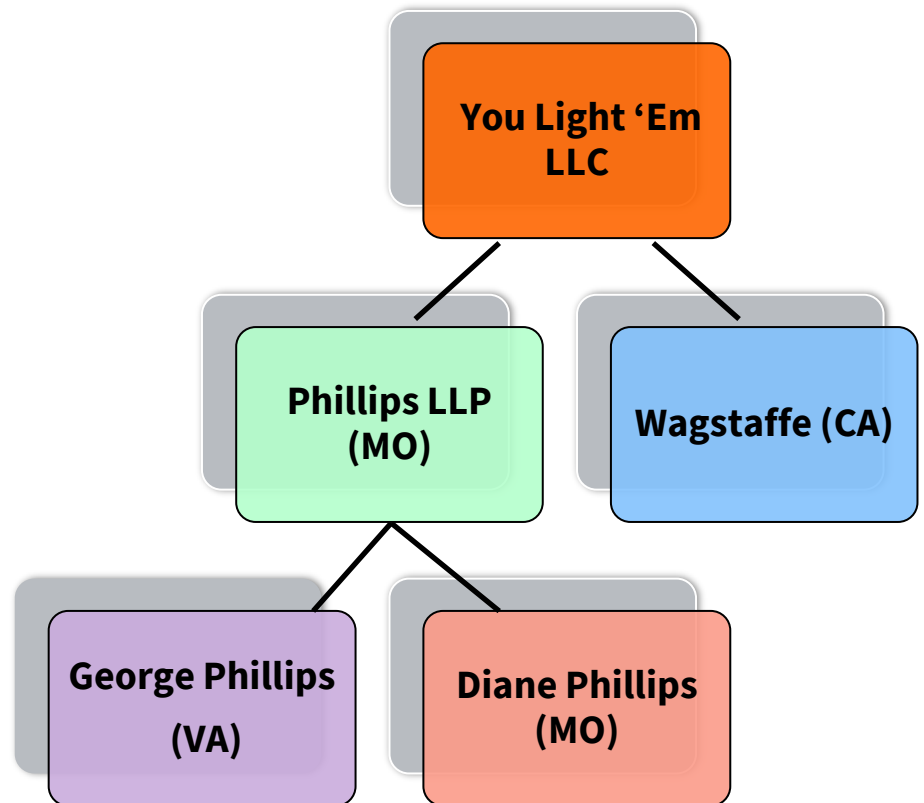 You Light ‘Em
LLC
Phillips LLP
(MO)
Wagstaffe (CA)
George Phillips
(VA)
Diane Phillips
(MO)